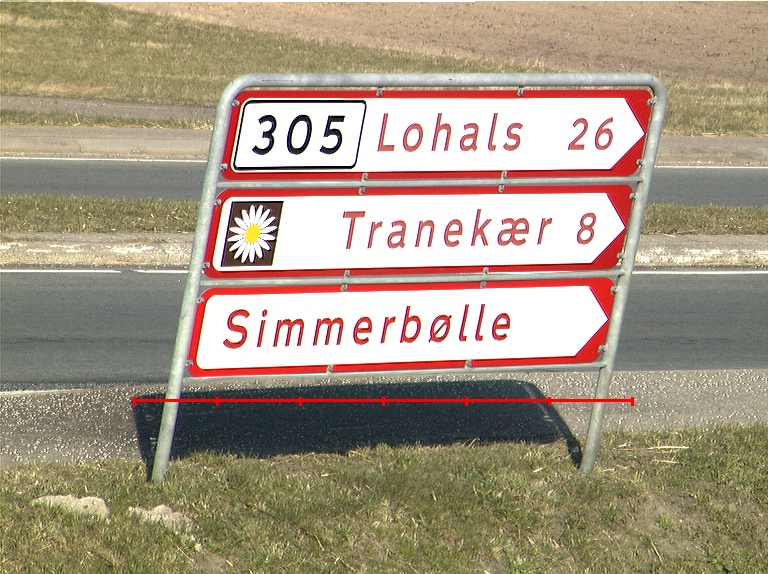 305 Lohals 26
Tranekær 8
Simmerbølle